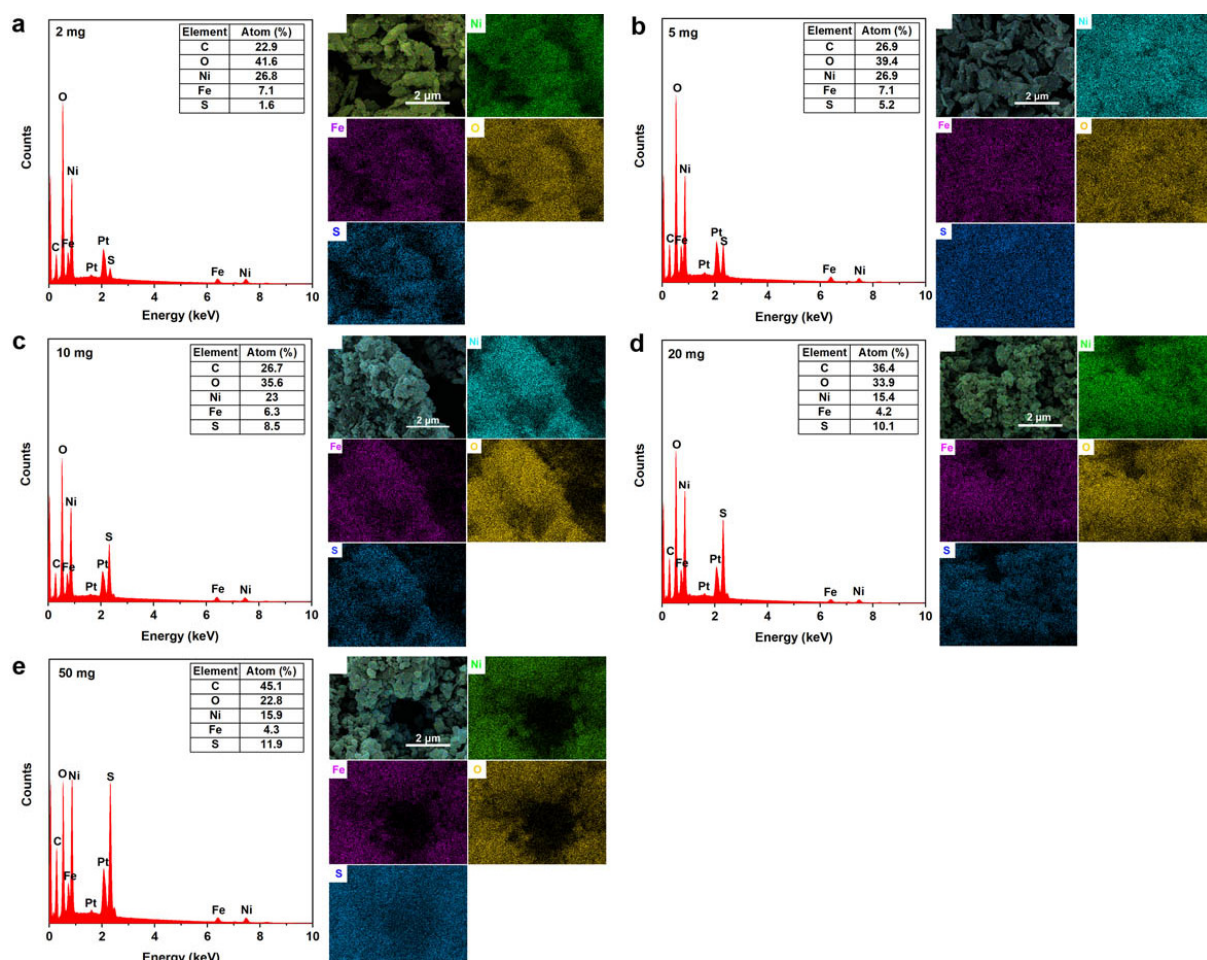 a
2 mg
Element Atom (%)
C 22.9
O 41.6
Ni 26.8
Fe 7.1
S 1.6
O
Ni
C
Fe
Pt
Pt
S
Fe
Ni
Counts
0 2 4 6 8 10
Energy (keV)
2 µm
Ni
Fe
O
S
b
5 mg
Element Atom (%)
C 26.9
O 39.4
Ni 26.9
Fe 7.1
S 5.2
O
Ni
C
Fe
Pt
Pt
S
Fe
Ni
Counts
0 2 4 6 8 10
Energy (keV)
2 µm
Ni
Fe
O
S
c
10 mg
Element Atom (%)
C 26.7
O 35.6
Ni 23
Fe 6.3
S 8.5
O
Ni
C
Fe
Pt
Pt
S
Fe
Ni
Counts
0 2 4 6 8 10
Energy (keV)
2 µm
Ni
Fe
O
S
d
20 mg
Element Atom (%)
C 36.4
O 33.9
Ni 15.4
Fe 4.2
S 10.1
O
Ni
C
Fe
Pt
Pt
S
Fe
Ni
Counts
0 2 4 6 8 10
Energy (keV)
2 µm
Ni
Fe
O
S
e
50 mg
Element Atom (%)
C 45.1
O 22.8
Ni 15.9
Fe 4.3
S 11.9
O
Ni
C
Fe
Pt
Pt
S
Fe
Ni
Counts
0 2 4 6 8 10
Energy (keV)
2 µm
Ni
Fe
O
S